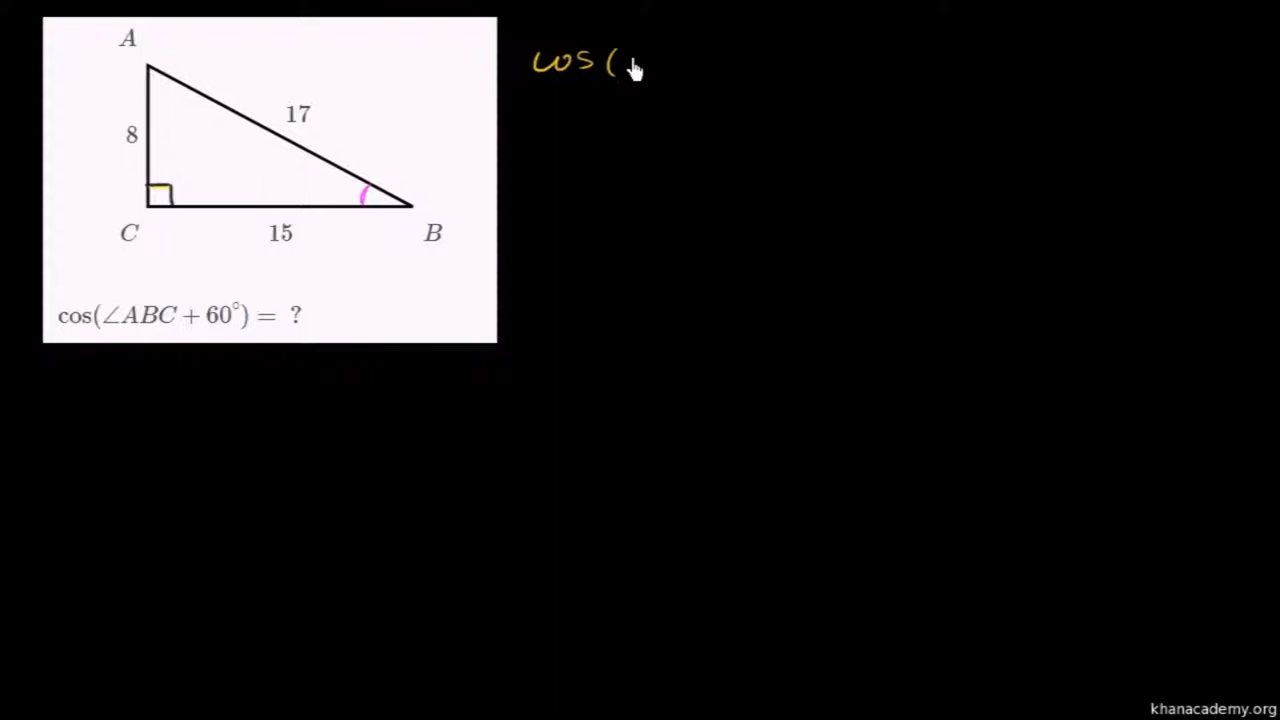 A
cos (
17
8
C
15
B
cos(∠ABC + 60°) = ?
khanacademy.org